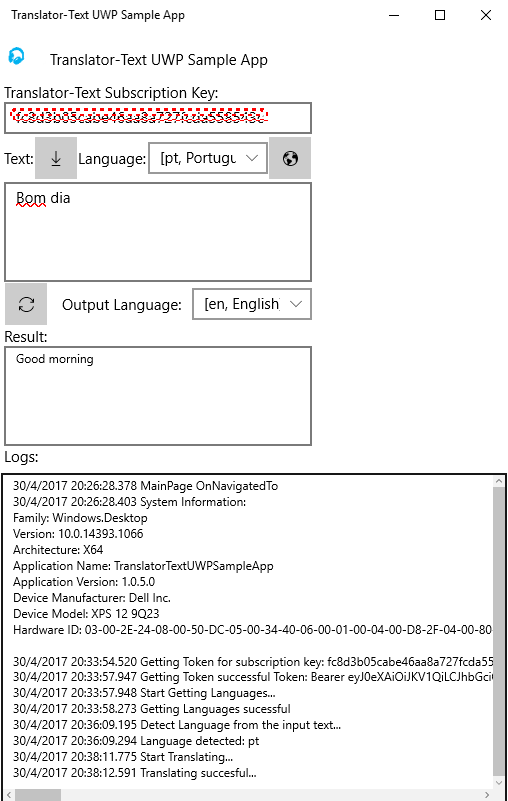 Translator-Text UWP Sample App
Translator-Text UWP Sample App
Translator-Text Subscription Key:
Text:
Language:
[pt, Portugu
Bom dia
Output Language:
[en, English
Result:
Good morning
Logs:
30/4/2017 20:26:28.378 MainPage OnNavigatedTo
30/4/2017 20:26:28.403 System Information:
Family: Windows.Desktop
Version: 10.0.14393.1066
Architecture: X64
Application Name: TranslatorTextUWPSampleApp
Application Version: 1.0.5.0
Device Manufacturer: Dell Inc.
Device Model: XPS 12 9Q23
Hardware ID: 03-00-2E-24-08-00-50-DC-05-00-34-40-06-00-01-00-04-00-D8-2F-04-00-80
30/4/2017 20:33:54.520 Getting Token for subscription key: fc8d3b05cabe46aa8a727fcda55
30/4/2017 20:33:57.947 Getting Token successful Token: Bearer eyJ0eXAiOiJKV1QiLCJhbGci
30/4/2017 20:33:57.948 Start Getting Languages...
30/4/2017 20:33:58.273 Getting Languages sucessful
30/4/2017 20:36:09.195 Detect Language from the input text...
30/4/2017 20:36:09.294 Language detected: pt
30/4/2017 20:38:11.775 Start Translating...
30/4/2017 20:38:12.591 Translating succesful...